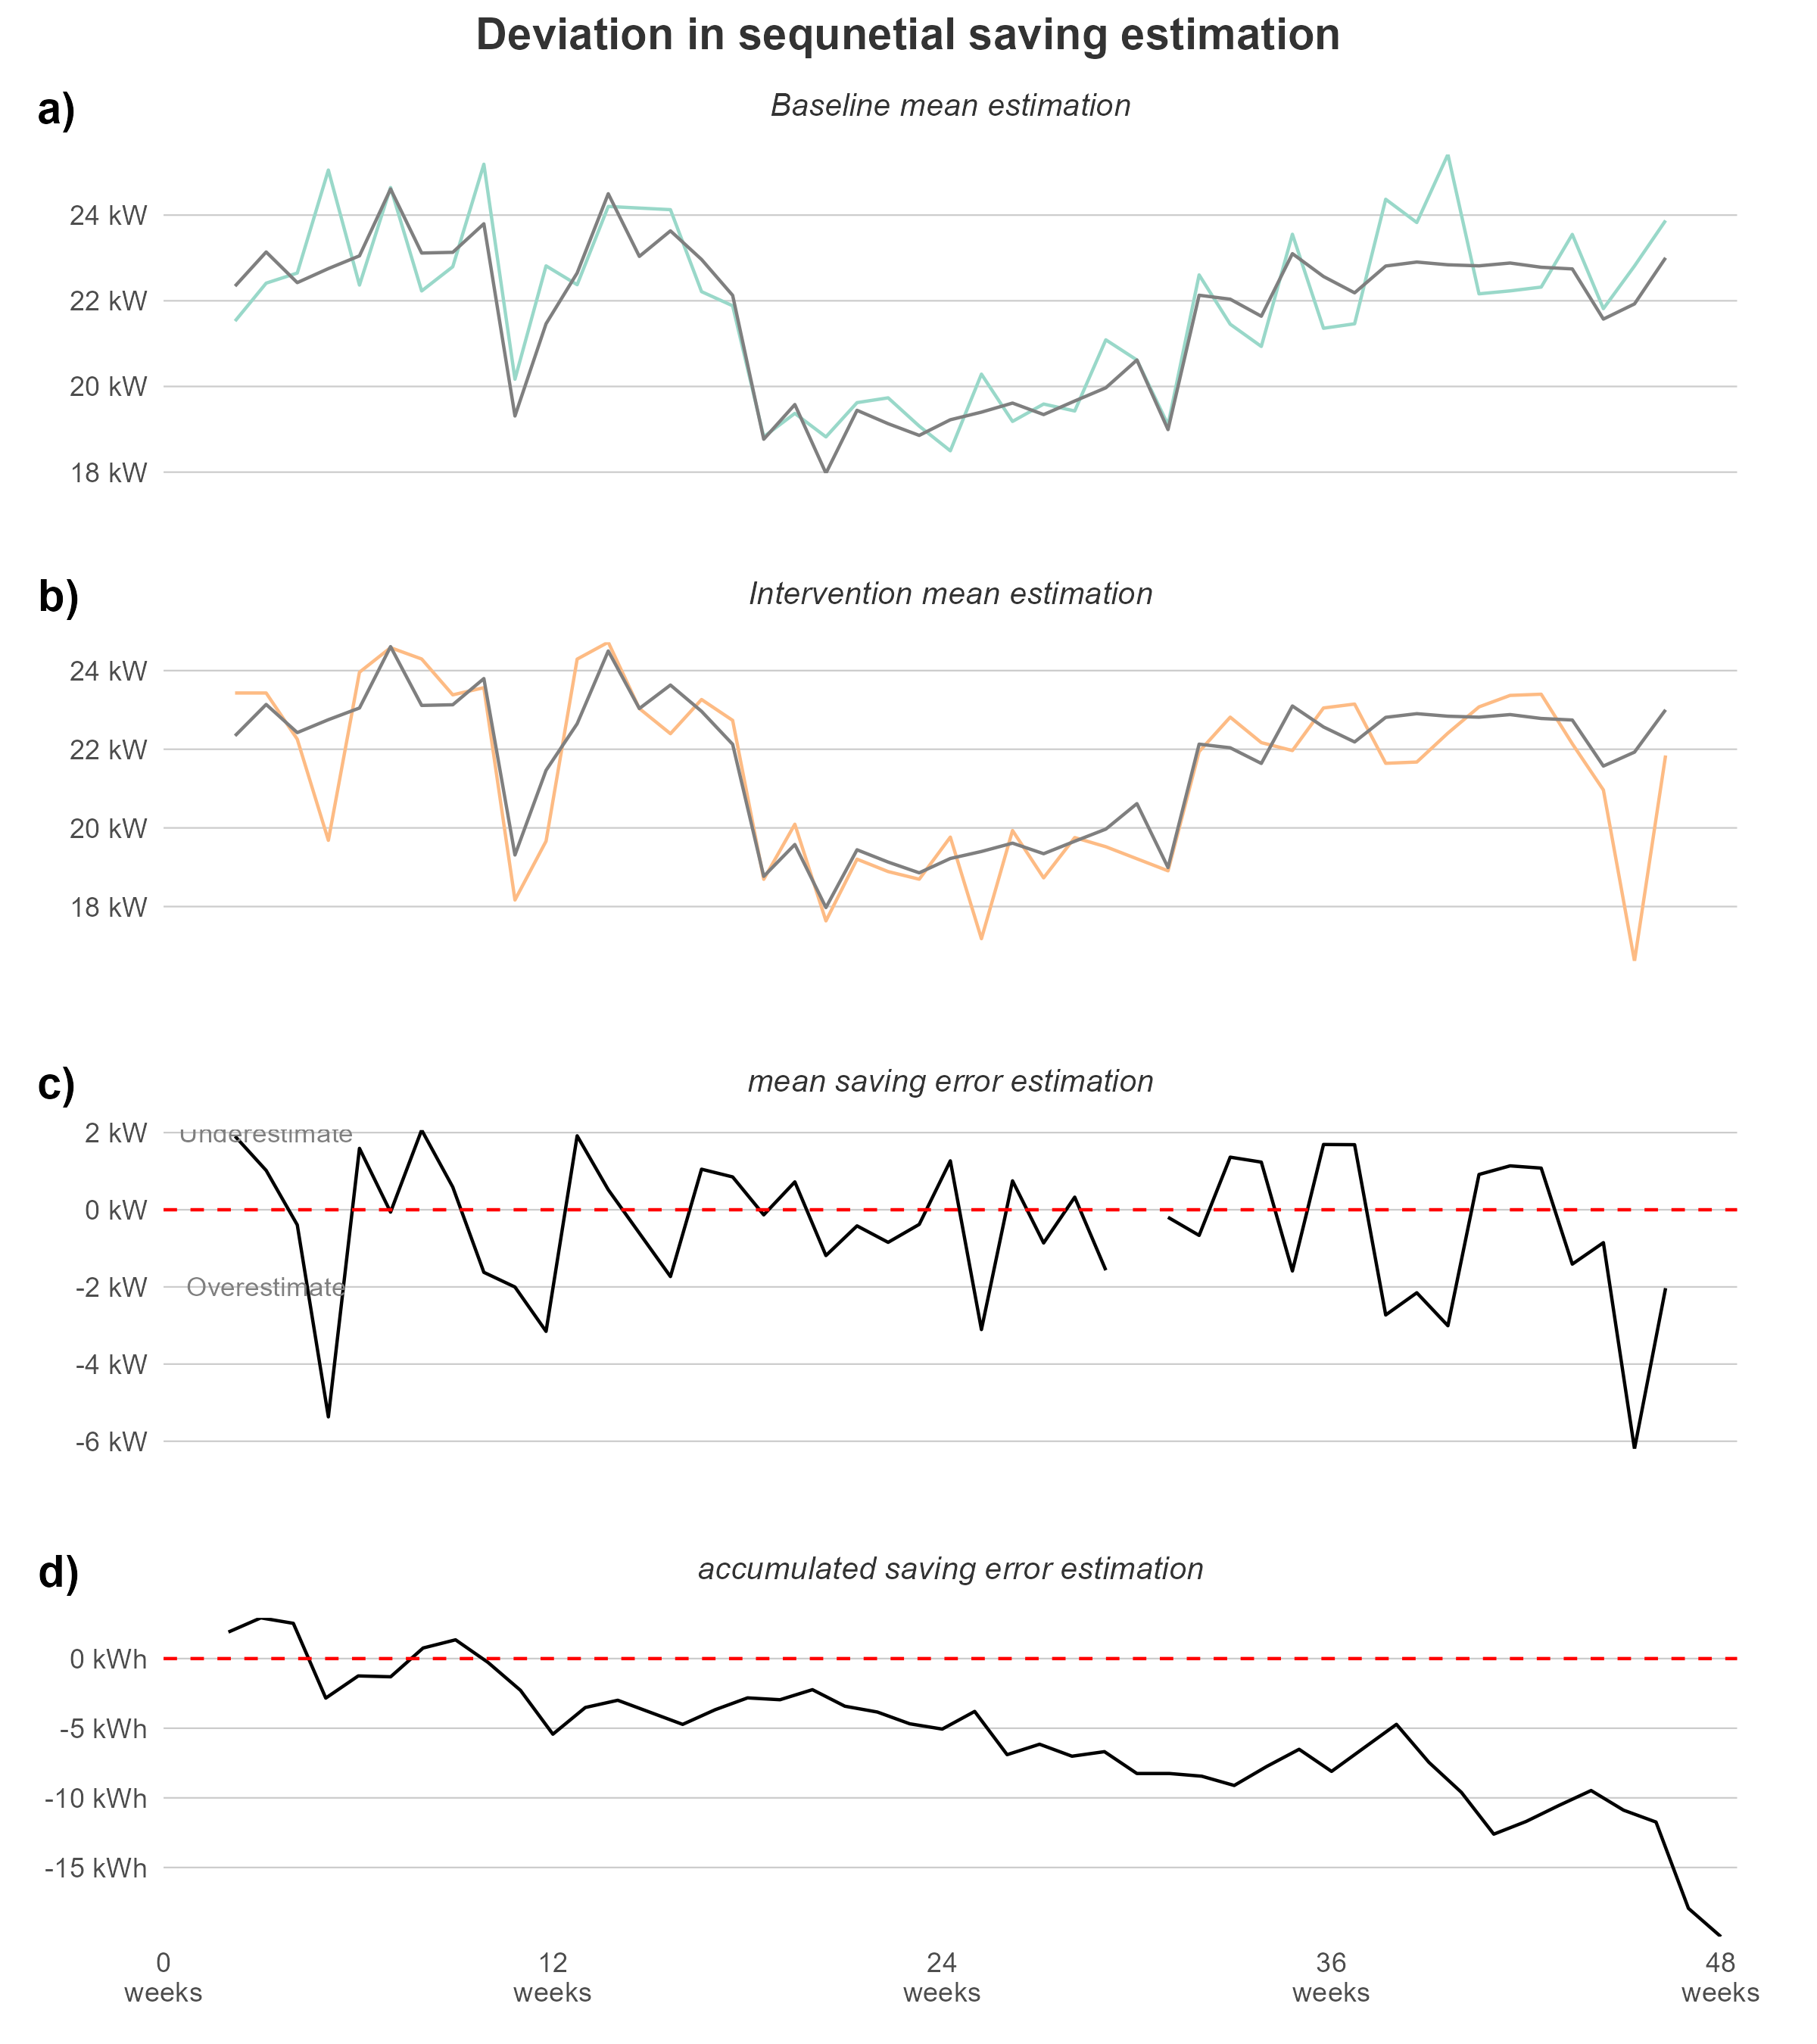 Deviation in sequnetial saving estimation
a)
Baseline mean estimation
24 kW
22 kW
20 kW
18 kW
b)
Intervention mean estimation
24 kW
22 kW
20 kW
18 kW
c)
mean saving error estimation
2 kW
Underestimate
0 kW
-2 kW
Overestimate
-4 kW
-6 kW
d)
accumulated saving error estimation
0 kWh
-5 kWh
-10 kWh
-15 kWh
0 12 24 36 48
weeks weeks weeks weeks weeks